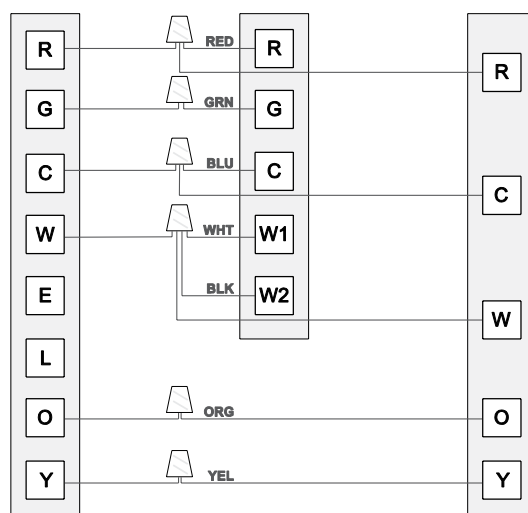 R RED R
R
G GRN G
C BLU C
C
W WHT W1
E BLK W2
W
L
O ORG O
Y YEL Y